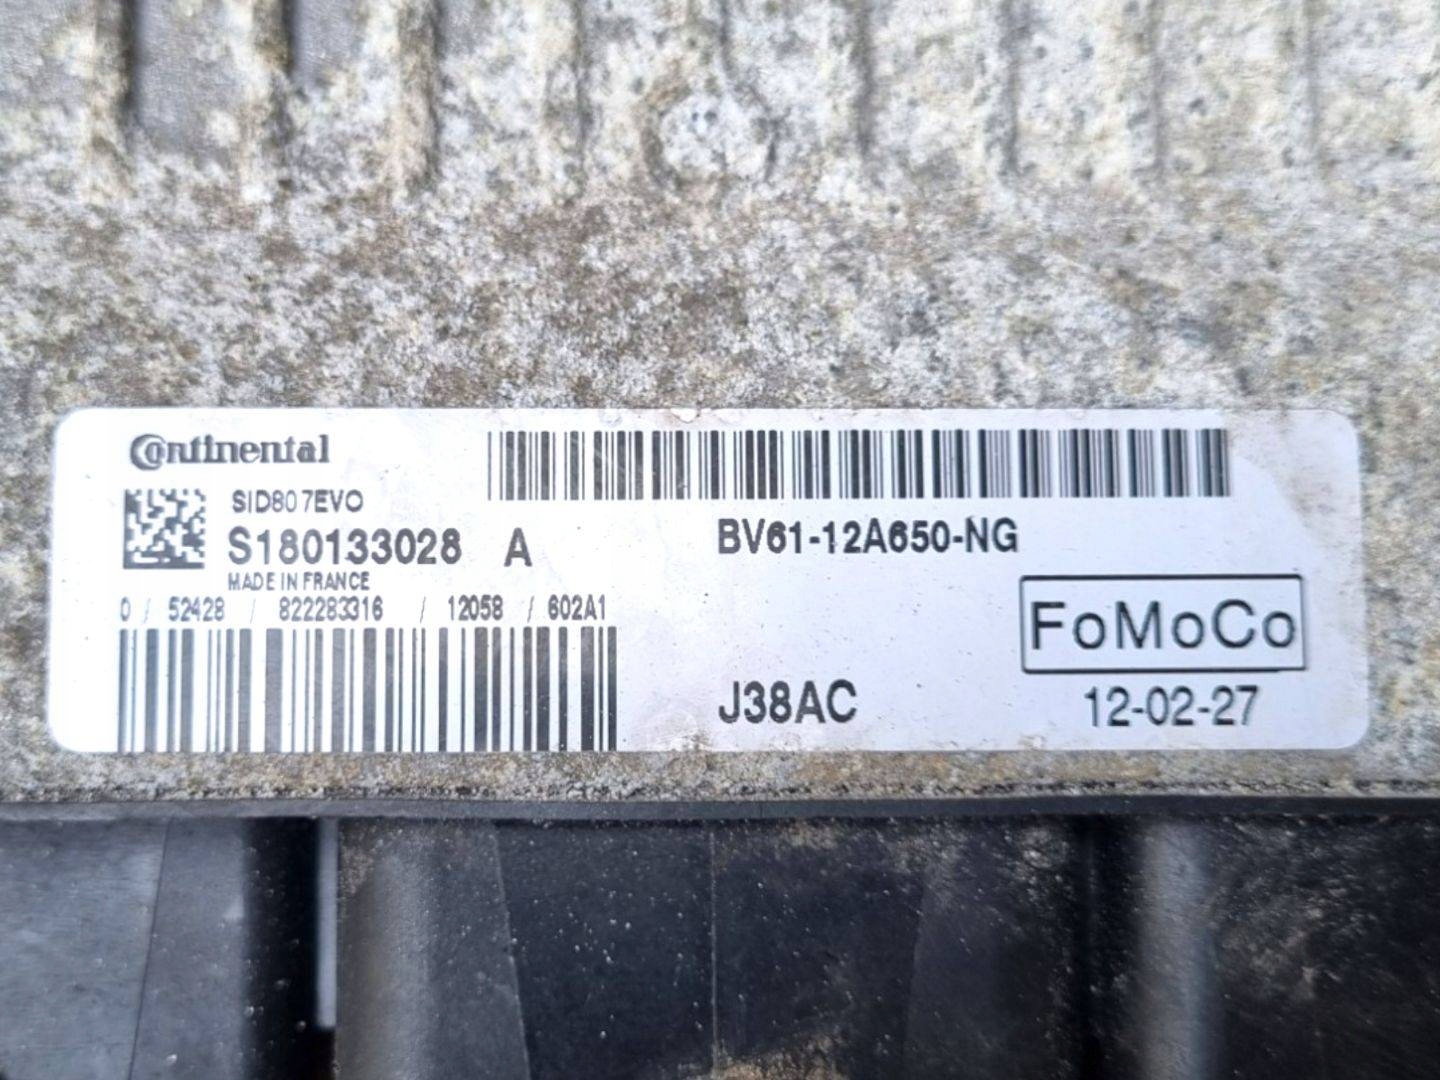 Continental
SID807EVO
S180133028 A
MADE IN FRANCE
0 / 52428 / 822283316 / 12058 / 602A1
BV61-12A650-NG
FoMoCo
J38AC
12-02-27